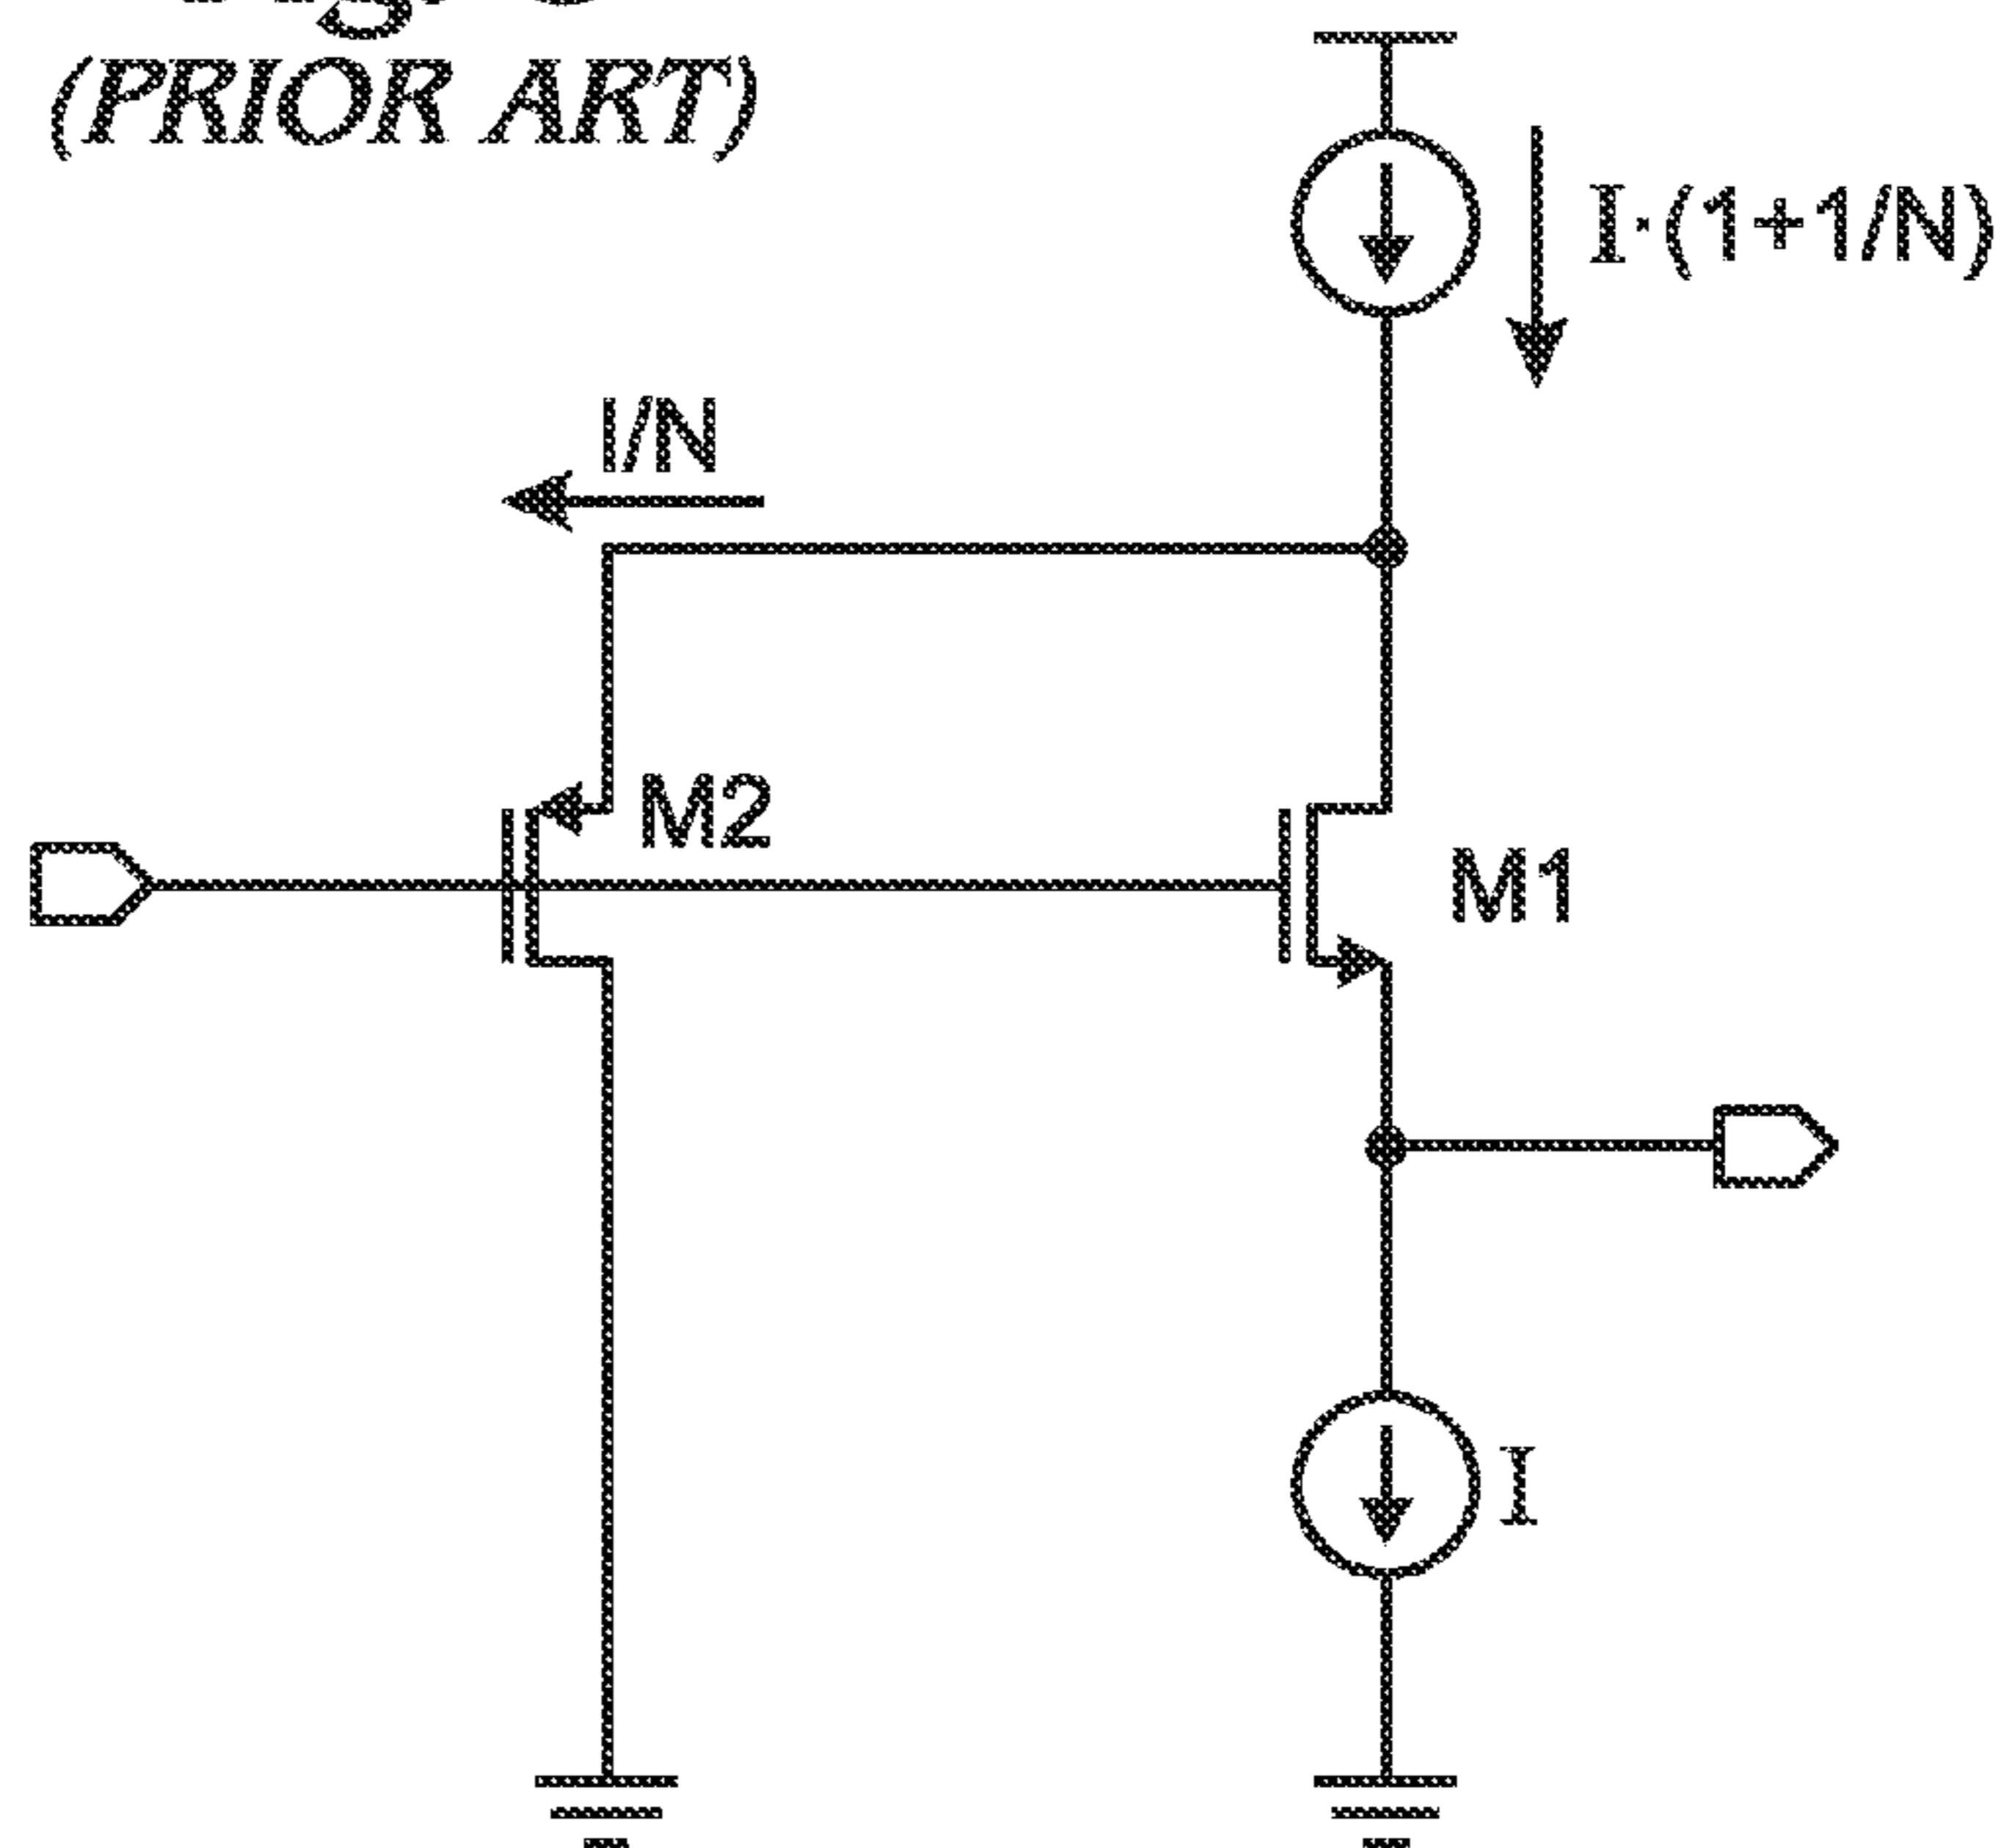 (PRIOR ART)
I·(1+1/N)
I/N
M2
M1
I